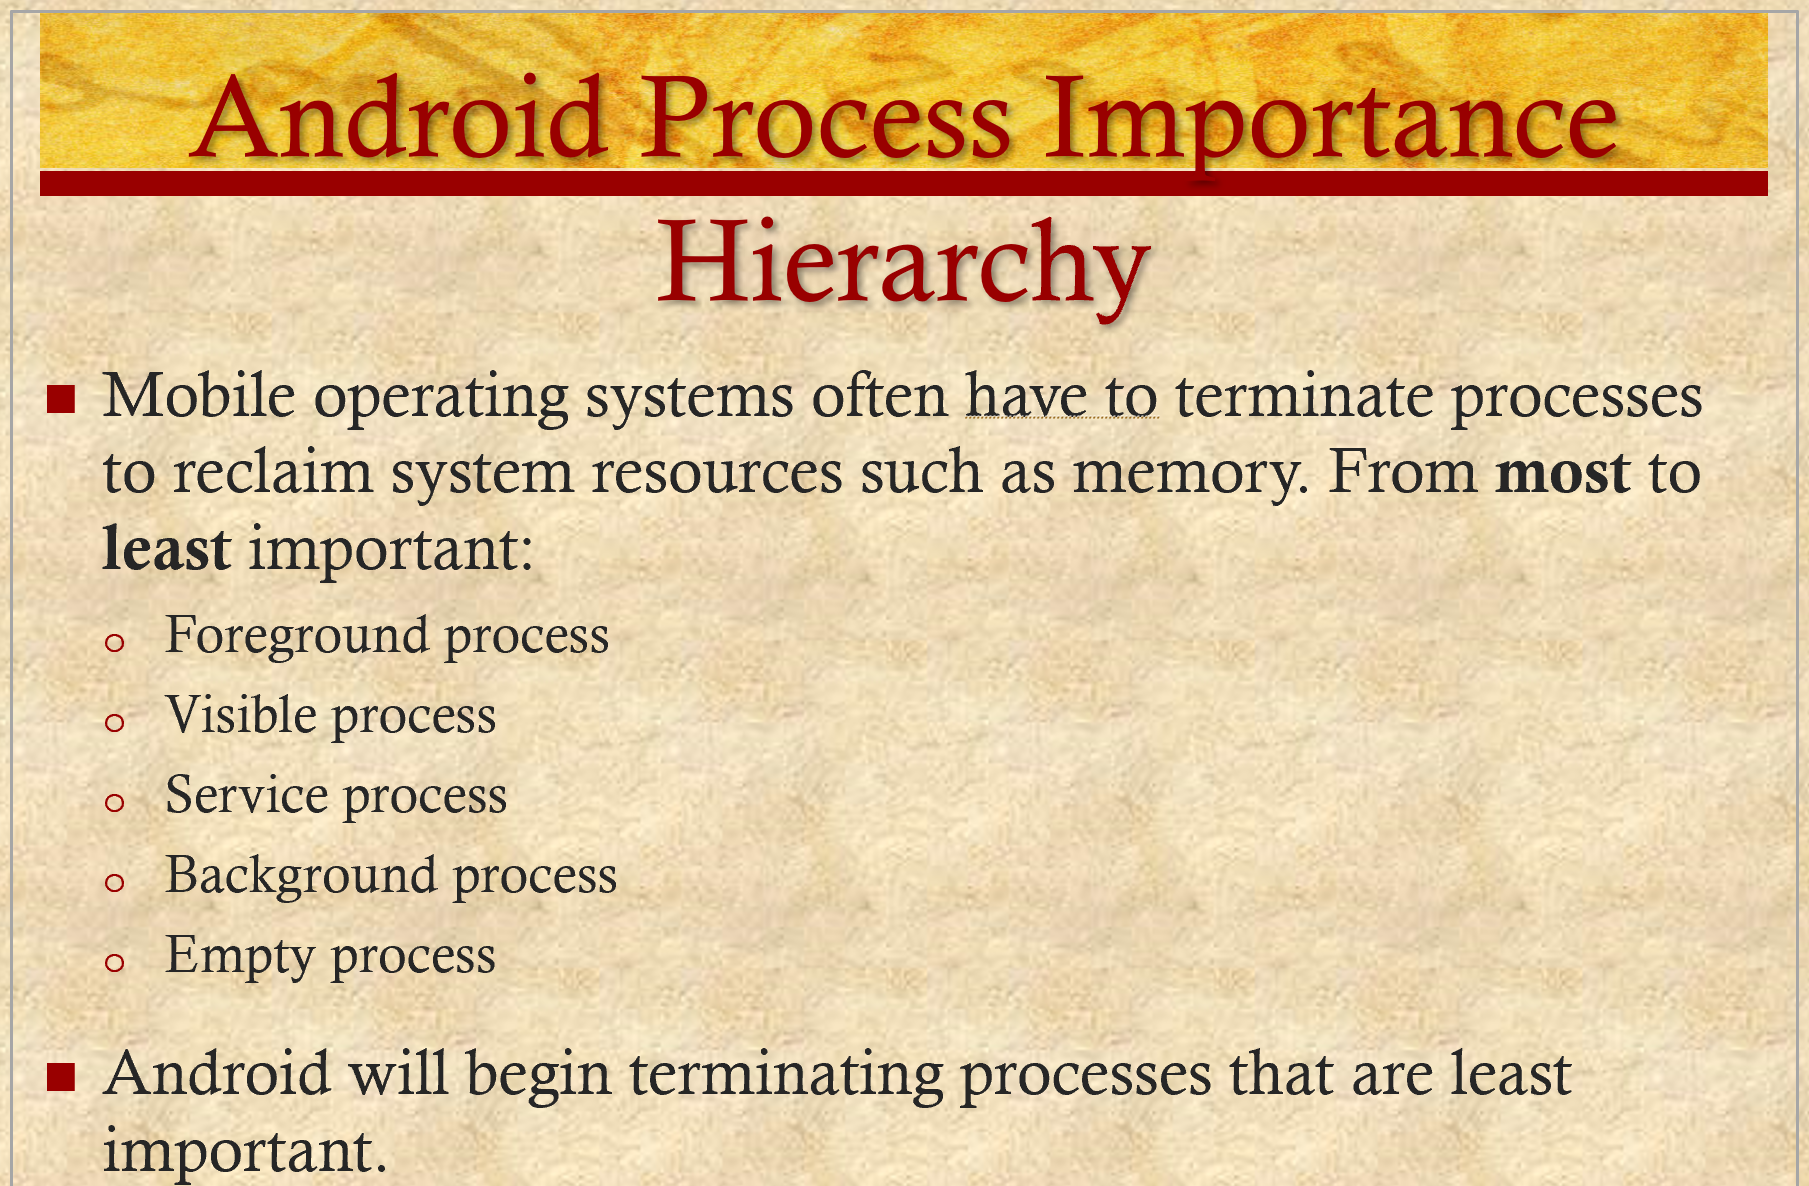 Android Process Importance
Hierarchy
Mobile operating systems often have to terminate processes
to reclaim system resources such as memory. From most to
least important:
Foreground process
Visible process
Service process
Background process
Empty process
Android will begin terminating processes that are least
important.